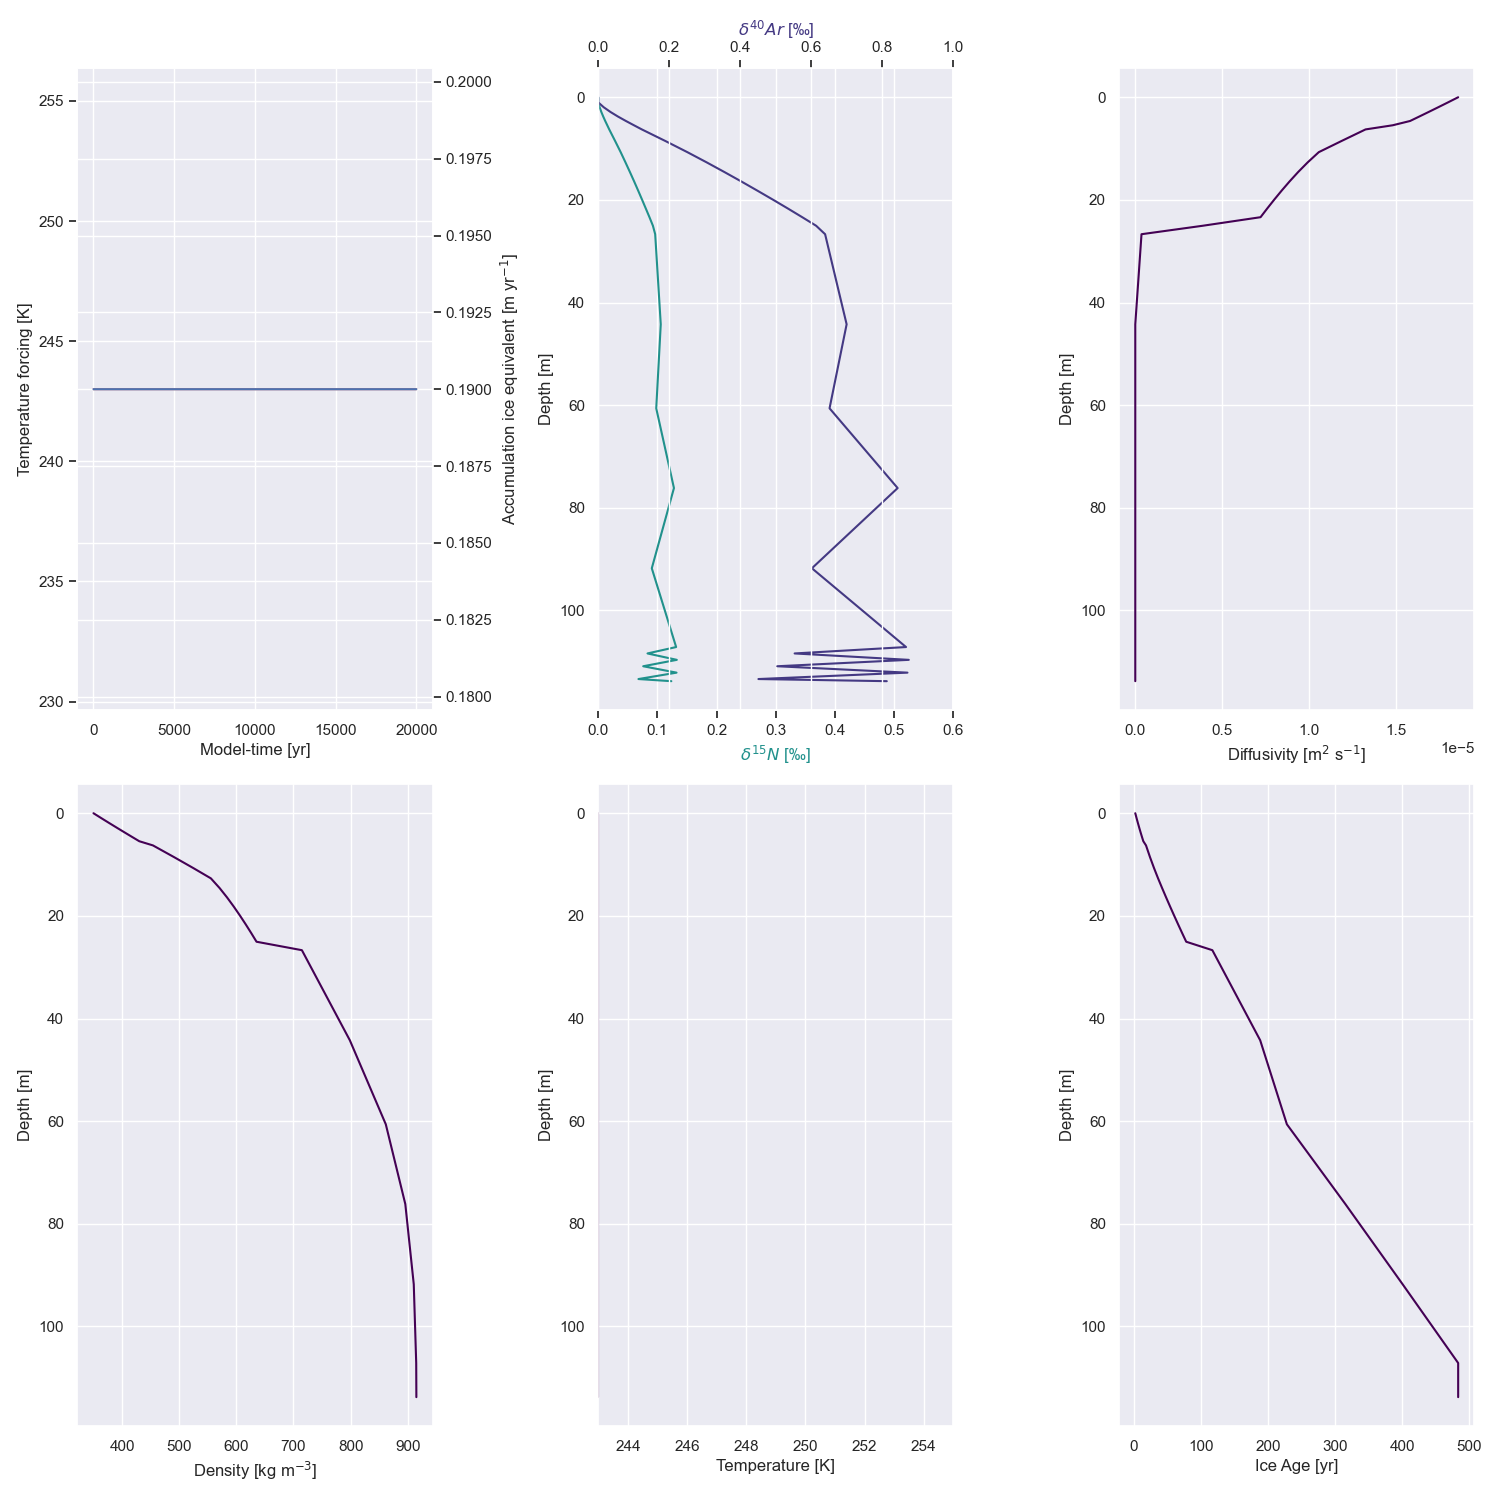 δ⁴⁰Ar [‰]
0.0 0.2 0.4 0.6 0.8 1.0
255
250
245
240
235
230
Temperature forcing [K]
0.2000
0.1975
0.1950
0.1925
0.1900
0.1875
0.1850
0.1825
0.1800
Accumulation ice equivalent [m yr⁻¹]
0 5000 10000 15000 20000
Model-time [yr]
0
20
40
60
80
100
Depth [m]
0.0 0.1 0.2 0.3 0.4 0.5 0.6
δ¹⁵N [‰]
0
20
40
60
80
100
Depth [m]
0.0 0.5 1.0 1.5
1e−5
Diffusivity [m² s⁻¹]
0
20
40
60
80
100
Depth [m]
400 500 600 700 800 900
Density [kg m⁻³]
0
20
40
60
80
100
Depth [m]
244 246 248 250 252 254
Temperature [K]
0
20
40
60
80
100
Depth [m]
0 100 200 300 400 500
Ice Age [yr]